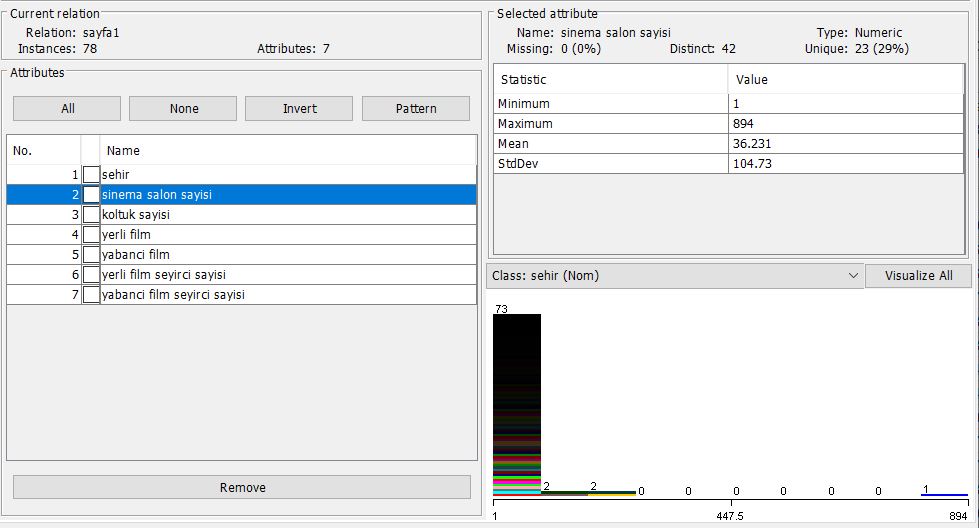 Current relation
Relation: sayfa1
Instances: 78 Attributes: 7
Attributes
All None Invert Pattern
No. Name
1 sehir
2 sinema salon sayisi
3 koltuk sayisi
4 yerli film
5 yabanci film
6 yerli film seyirci sayisi
7 yabanci film seyirci sayisi
Remove
Selected attribute
Name: sinema salon sayisi Type: Numeric
Missing: 0 (0%) Distinct: 42 Unique: 23 (29%)
Statistic Value
Minimum 1
Maximum 894
Mean 36.231
StdDev 104.73
Class: sehir (Nom) Visualize All
73
2 2 0 0 0 0 0 0 1
1 447.5 894